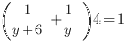 (1/(y+6) + 1/y)4=1